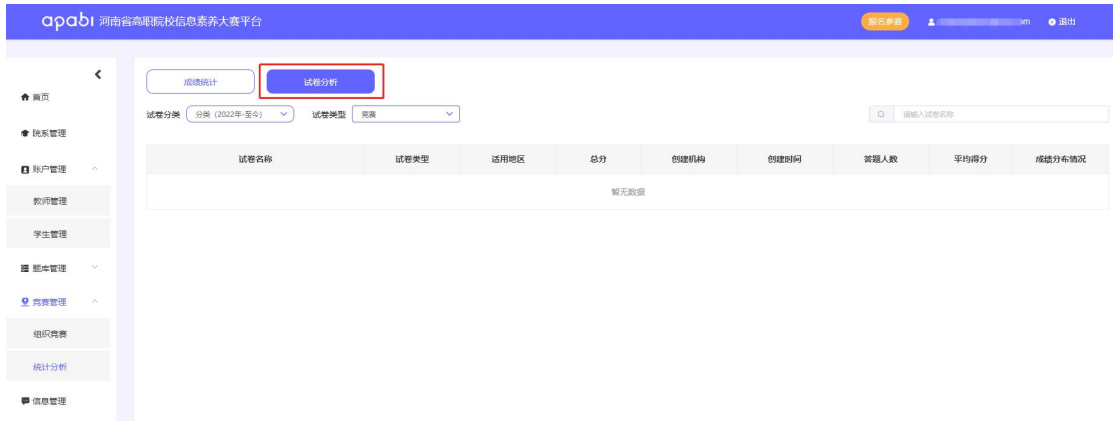 apabi 河南省高职院校信息素养大赛平台 报名参赛 om 退出
成绩统计 试卷分析
首页
试卷分类 分类 (2022年-至今) 试卷类型 竞赛 请输入试卷名称
院系管理
试卷名称 试卷类型 适用地区 总分 创建机构 创建时间 答题人数 平均得分 成绩分布情况
账户管理
暂无数据
教师管理
学生管理
题库管理
竞赛管理
组织竞赛
统计分析
信息管理